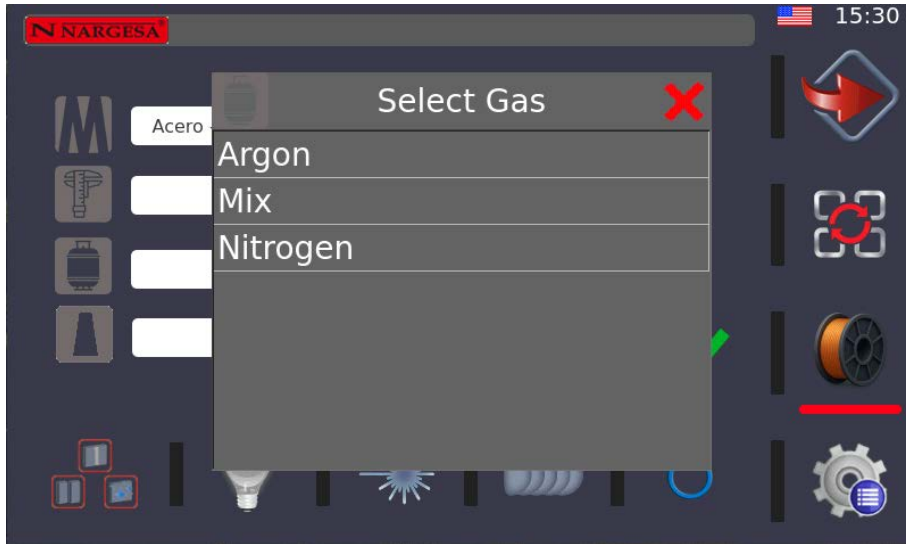 NARGESA
15:30
Select Gas
Acero
Argon
Mix
Nitrogen